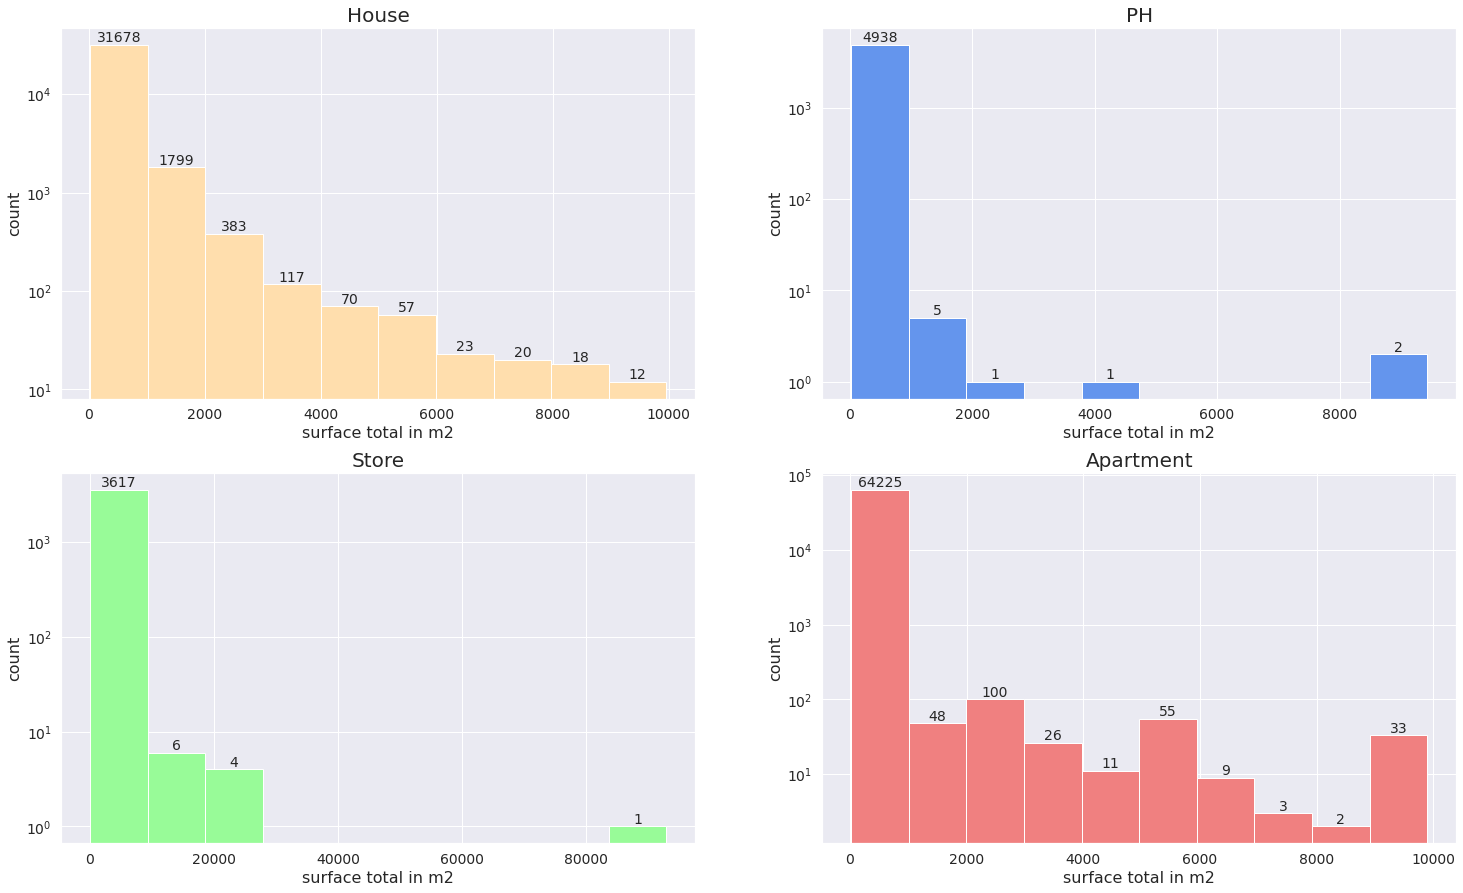 House
31678
1799
383
117
70
57
23
20
18
12
10^4
10^3
10^2
10^1
count
0 2000 4000 6000 8000 10000
surface total in m2
PH
4938
5
1
1
2
10^3
10^2
10^1
10^0
count
0 2000 4000 6000 8000
surface total in m2
Store
3617
6
4
1
10^3
10^2
10^1
10^0
count
0 20000 40000 60000 80000
surface total in m2
Apartment
64225
48
100
26
11
55
9
3
2
33
10^5
10^4
10^3
10^2
10^1
count
0 2000 4000 6000 8000 10000
surface total in m2